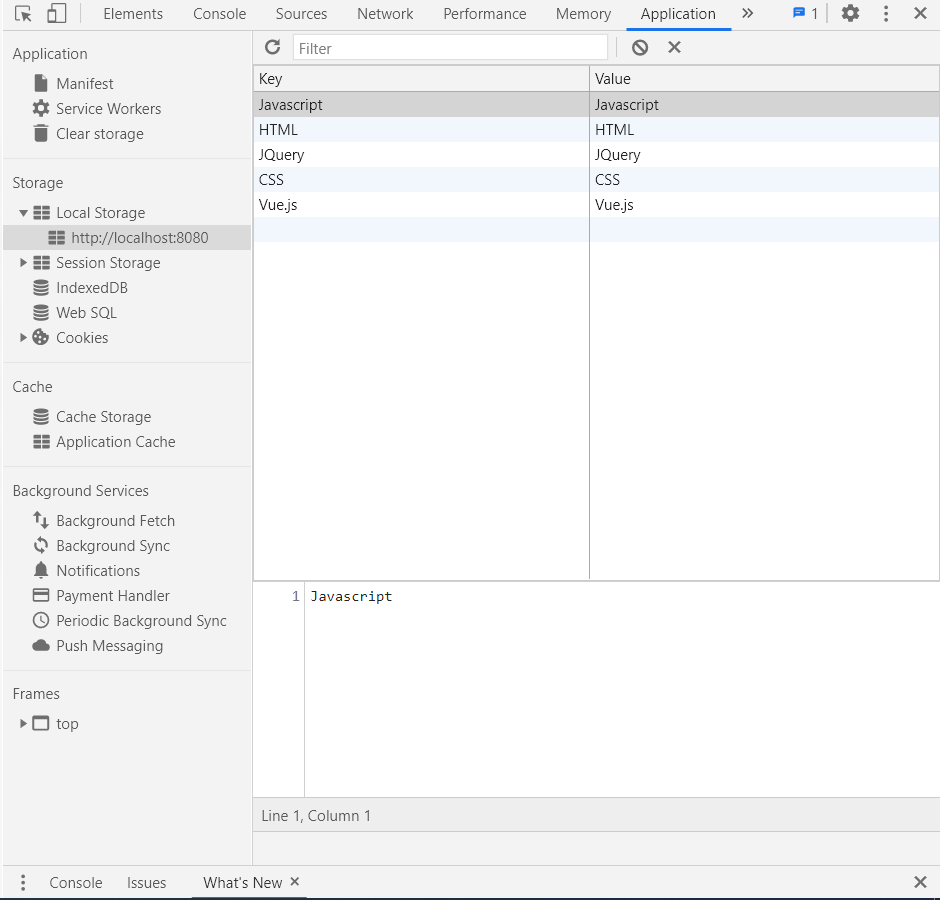 Elements Console Sources Network Performance Memory Application » 1
Application
Manifest
Service Workers
Clear storage
Storage
Local Storage
http://localhost:8080
Session Storage
IndexedDB
Web SQL
Cookies
Cache
Cache Storage
Application Cache
Background Services
Background Fetch
Background Sync
Notifications
Payment Handler
Periodic Background Sync
Push Messaging
Frames
top
Filter
Key Value
Javascript Javascript
HTML HTML
JQuery JQuery
CSS CSS
Vue.js Vue.js
1 Javascript
Line 1, Column 1
Console Issues What's New ×